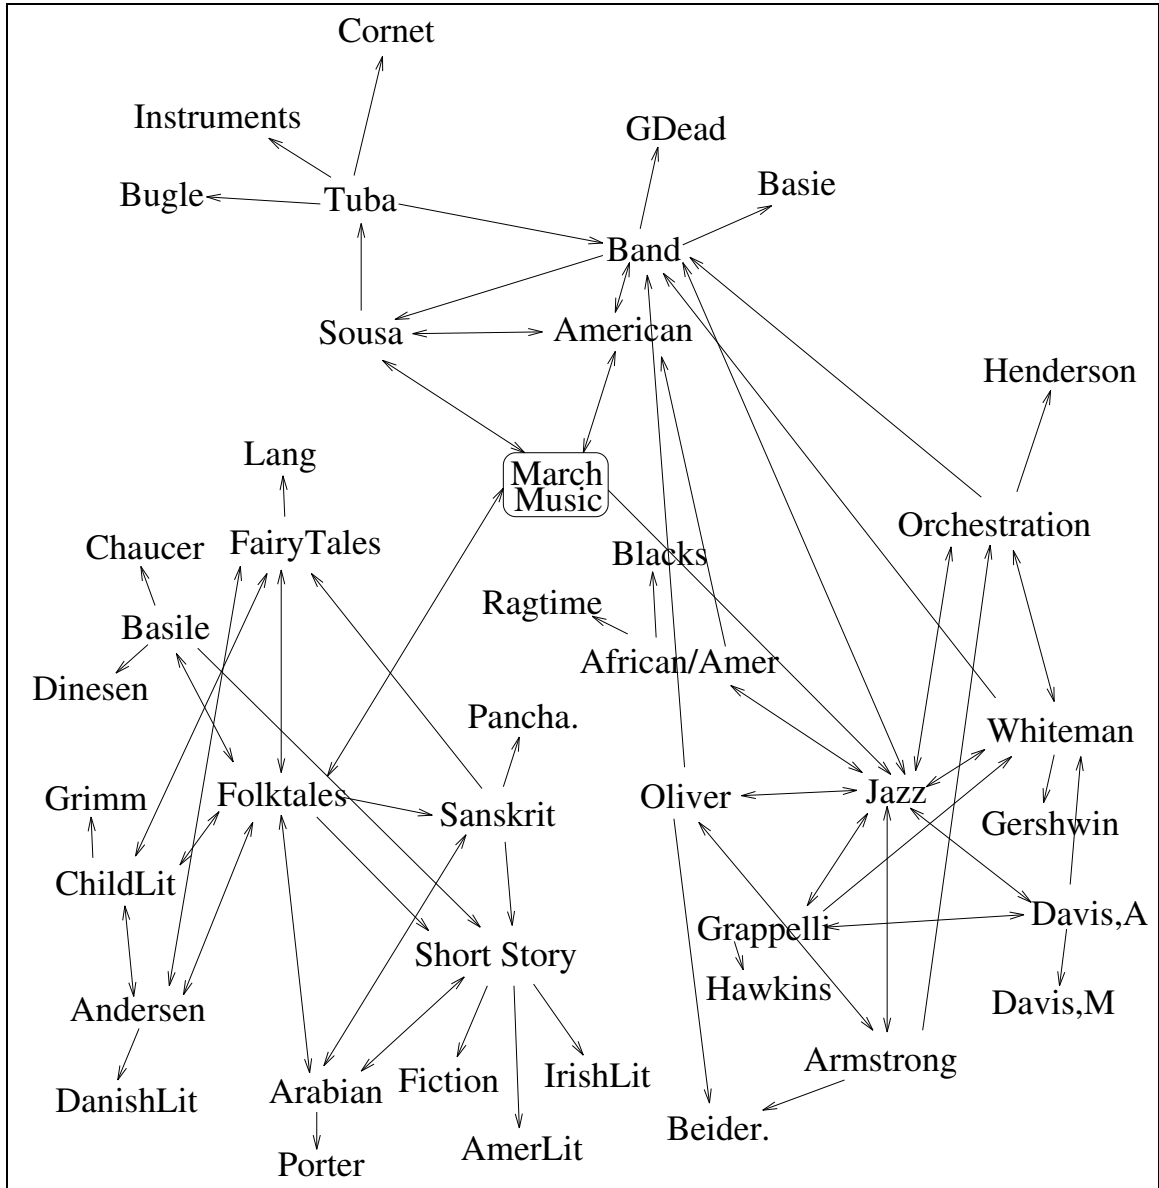 Cornet
Instruments
GDead
Bugle
Tuba
Basie
Band
Sousa
American
Henderson
Lang
March
Music
Chaucer
FairyTales
Blacks
Orchestration
Ragtime
Basile
African/Amer
Dinesen
Pancha.
Whiteman
Grimm
Folktales
Sanskrit
Oliver
Jazz
Gershwin
ChildLit
Short Story
Grappelli
Davis,A
Hawkins
Andersen
Davis,M
DanishLit
Arabian
Fiction
IrishLit
Armstrong
Beider.
AmerLit
Porter